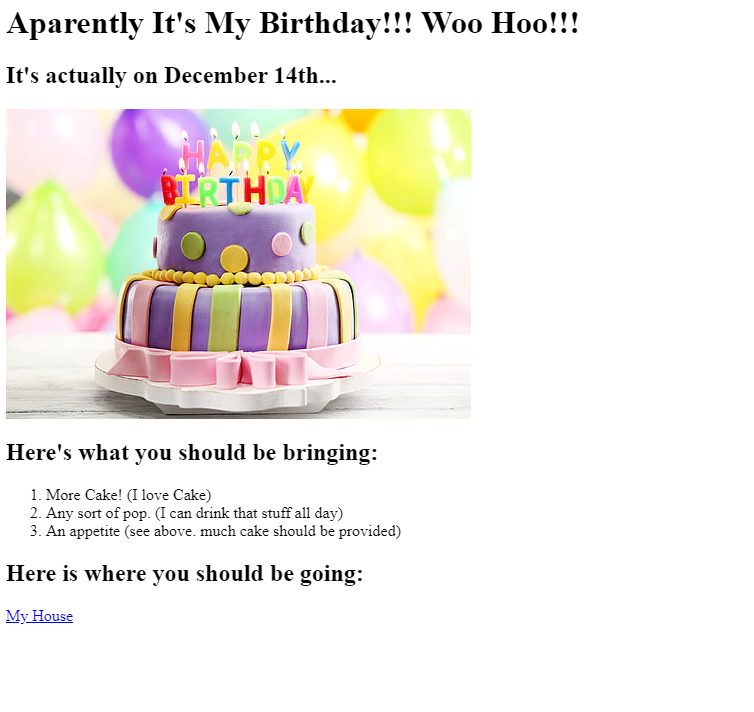 Aparently It's My Birthday!!! Woo Hoo!!!
It's actually on December 14th...
HAPPY
BIRTHDAY
Here's what you should be bringing:
1. More Cake! (I love Cake)
2. Any sort of pop. (I can drink that stuff all day)
3. An appetite (see above. much cake should be provided)
Here is where you should be going:
My House